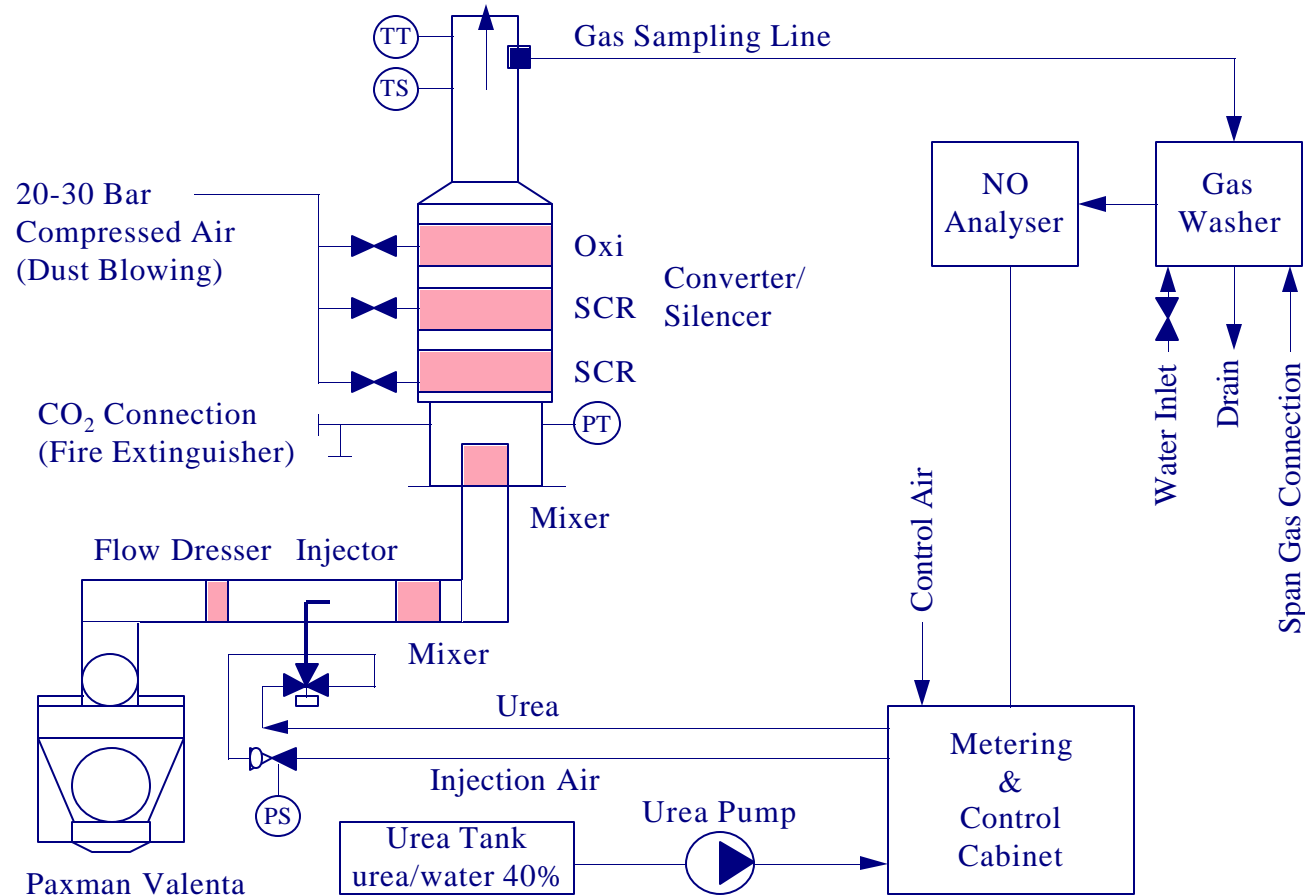 TT
TS
Gas Sampling Line
20-30 Bar
Compressed Air
(Dust Blowing)
Oxi
SCR
SCR
Converter/
Silencer
NO
Analyser
Gas
Washer
CO₂ Connection
(Fire Extinguisher)
PT
Mixer
Water Inlet
Drain
Span Gas Connection
Control Air
Flow Dresser
Injector
Mixer
Urea
Injection Air
PS
Metering
&
Control
Cabinet
Urea Pump
Urea Tank
urea/water 40%
Paxman Valenta